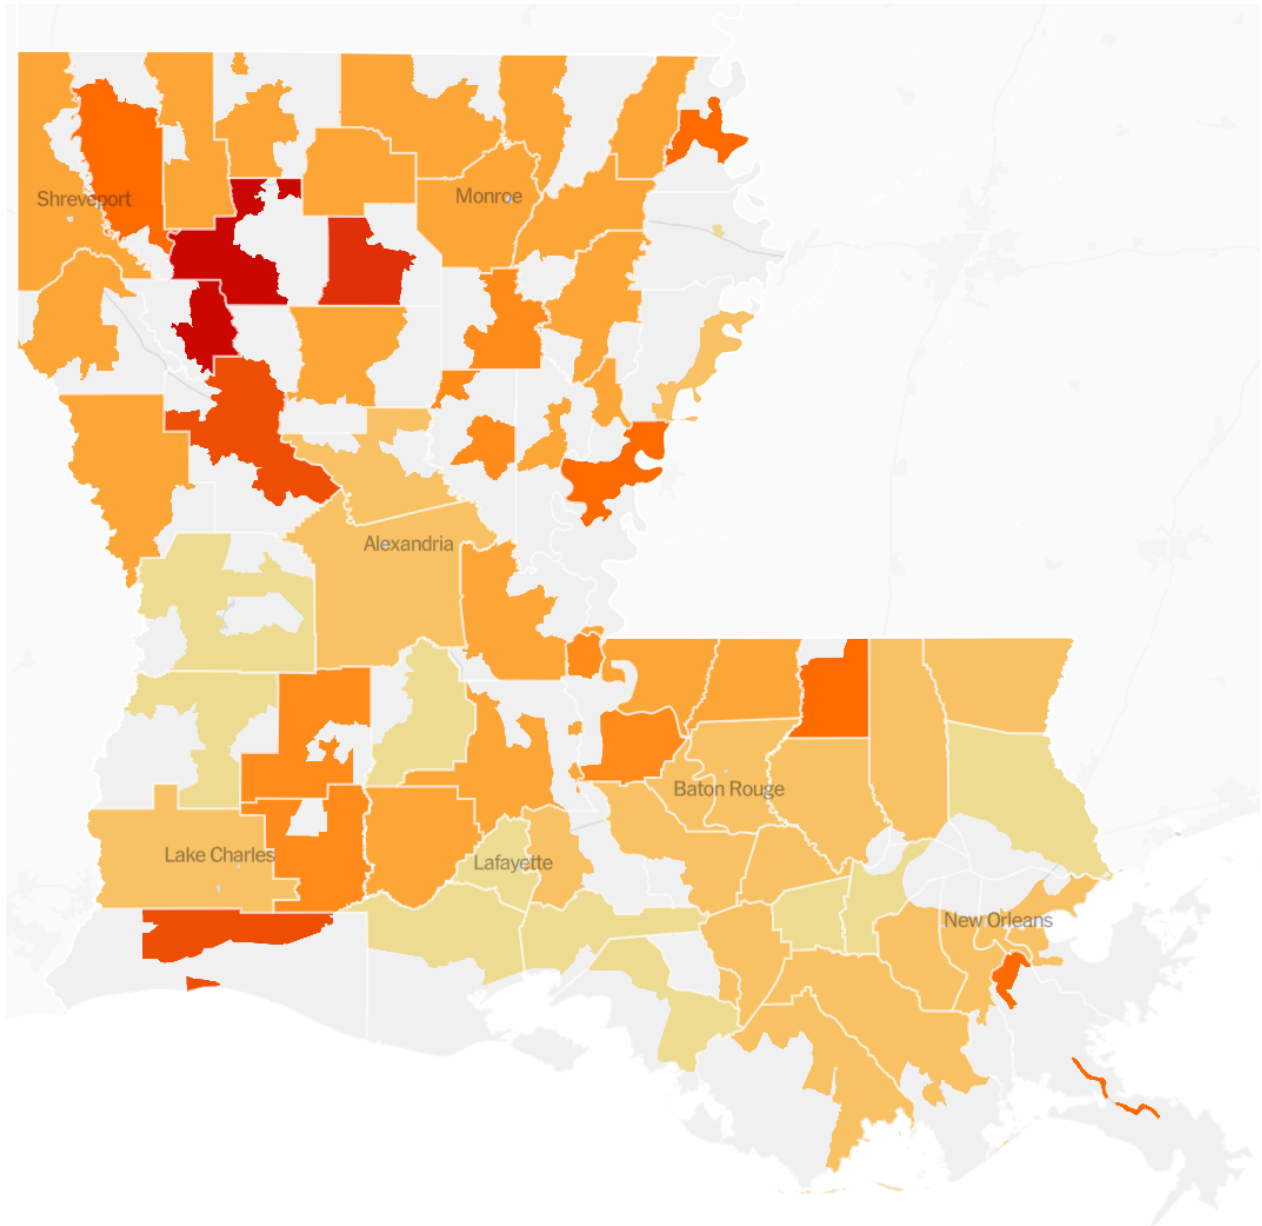 Shreveport
Monroe
Alexandria
Baton Rouge
Lake Charles
Lafayette
New Orleans